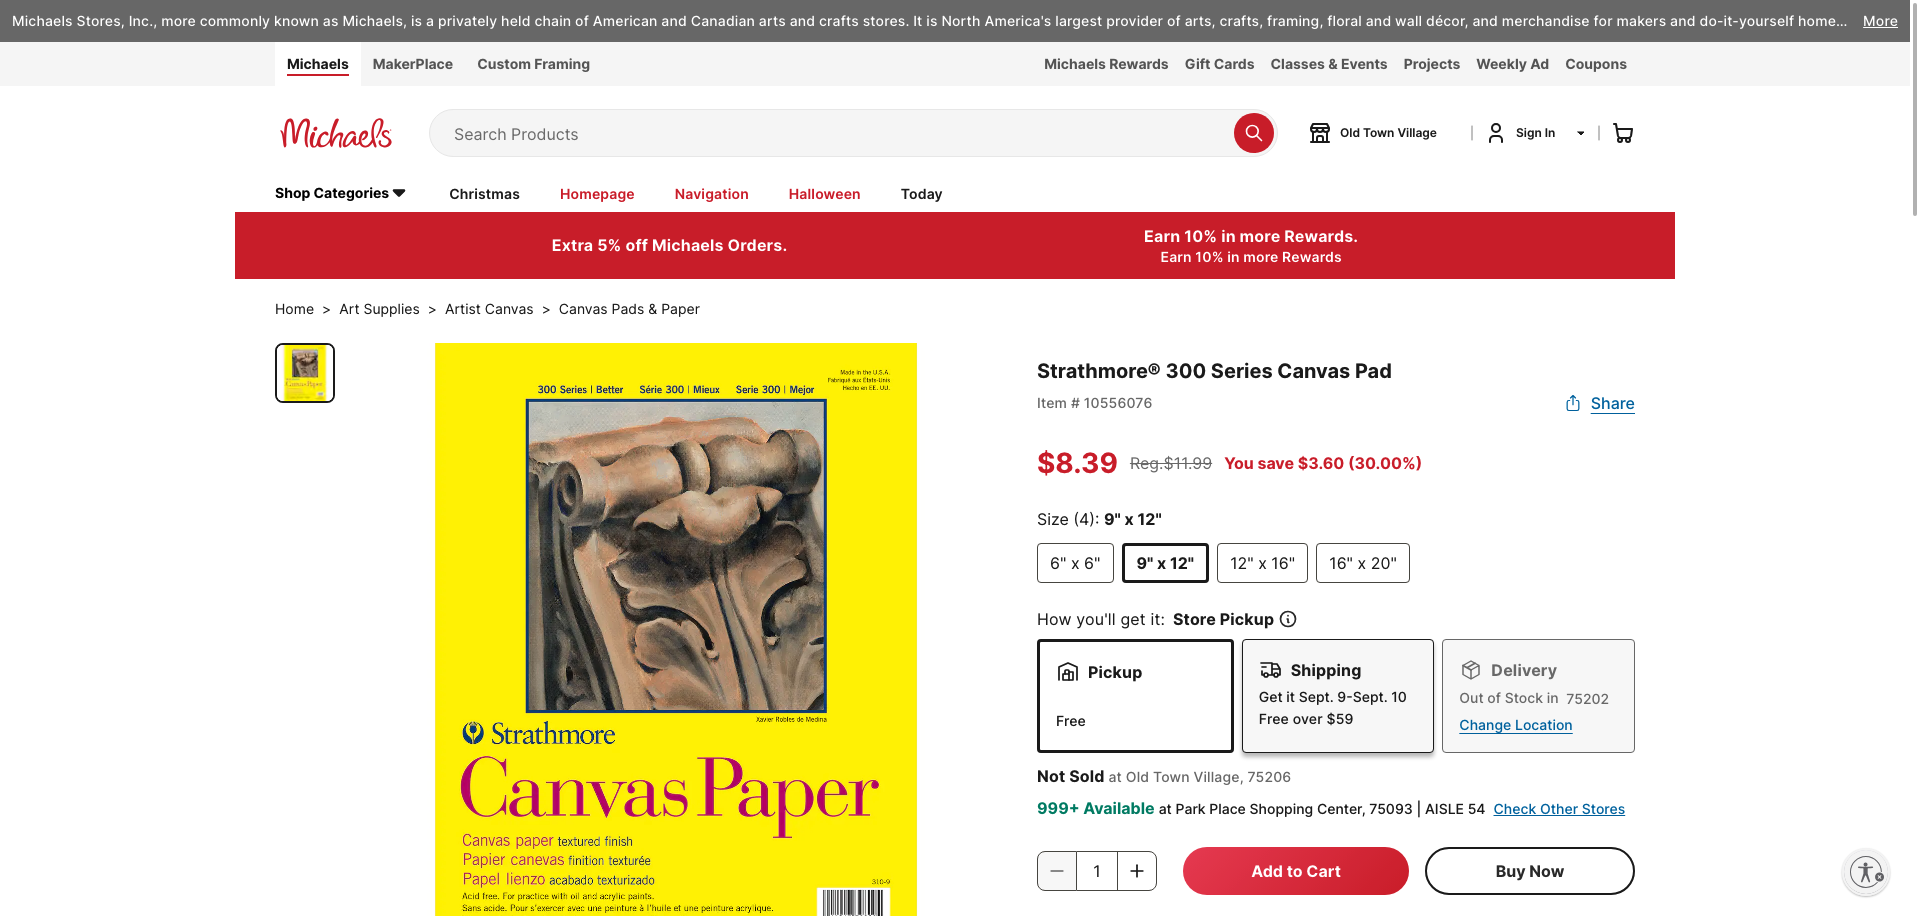 Michaels Stores, Inc., more commonly known as Michaels, is a privately held chain of American and Canadian arts and crafts stores. It is North America's largest provider of arts, crafts, framing, floral and wall décor, and merchandise for makers and do-it-yourself home... More
Michaels MakerPlace Custom Framing Michaels Rewards Gift Cards Classes & Events Projects Weekly Ad Coupons
Michaels Search Products Old Town Village Sign In
Shop Categories Christmas Homepage Navigation Halloween Today
Extra 5% off Michaels Orders.
Earn 10% in more Rewards.
Earn 10% in more Rewards
Home > Art Supplies > Artist Canvas > Canvas Pads & Paper
Made in the U.S.A.
Fabriqué aux États-Unis
Hecho en EE. UU.
300 Series | Better Série 300 | Mieux Serie 300 | Mejor
Xavier Robles de Medina
Strathmore
Canvas Paper
Canvas paper textured finish
Papier canevas finition texturée
Papel lienzo acabado texturizado
310-9
Acid free. For practice with oil and acrylic paints.
Sans acide. Pour s'exercer avec une peinture à l'huile et une peinture acrylique.
Strathmore® 300 Series Canvas Pad
Item # 10556076
Share
$8.39 Reg.$11.99 You save $3.60 (30.00%)
Size (4): 9" x 12"
6" x 6" 9" x 12" 12" x 16" 16" x 20"
How you'll get it: Store Pickup
Pickup
Free
Shipping
Get it Sept. 9-Sept. 10
Free over $59
Delivery
Out of Stock in 75202
Change Location
Not Sold at Old Town Village, 75206
999+ Available at Park Place Shopping Center, 75093 | AISLE 54 Check Other Stores
1 Add to Cart Buy Now